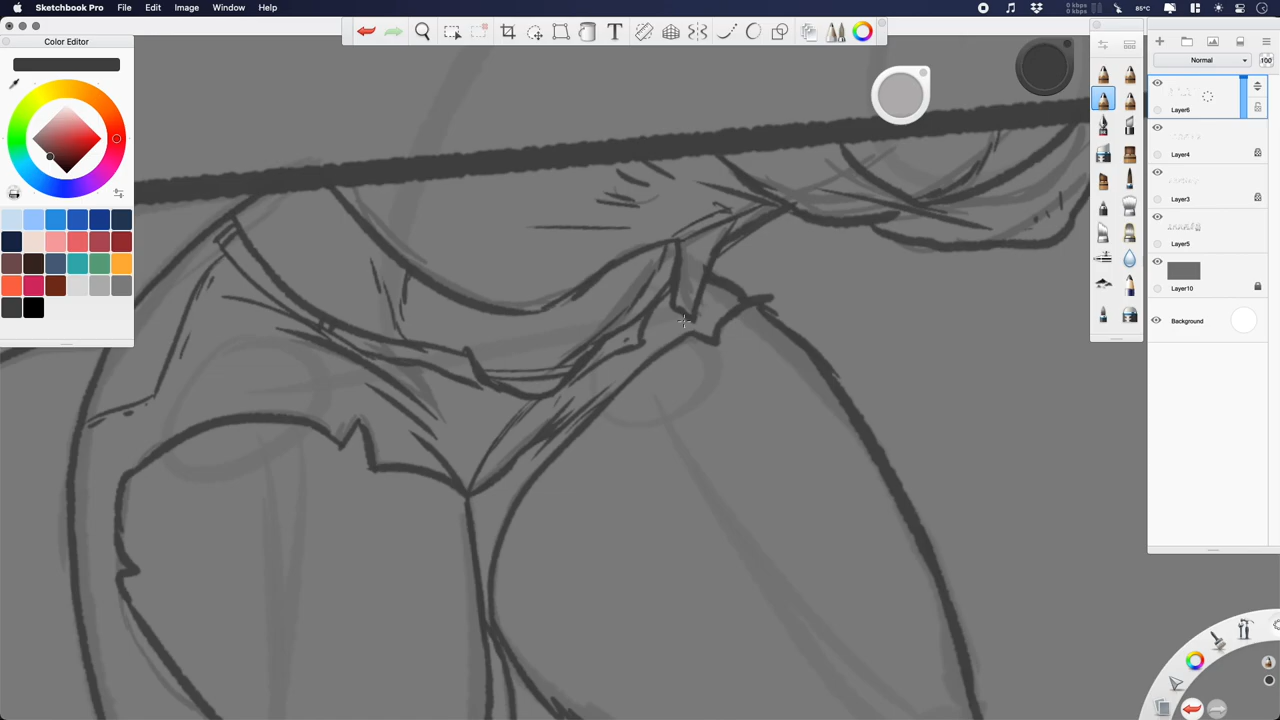 Sketchbook Pro File Edit Image Window Help
0 kbps
0 kbps
85°C
Color Editor
T
Normal
100
Layer6
Layer4
Layer3
Layer5
Layer10
Background